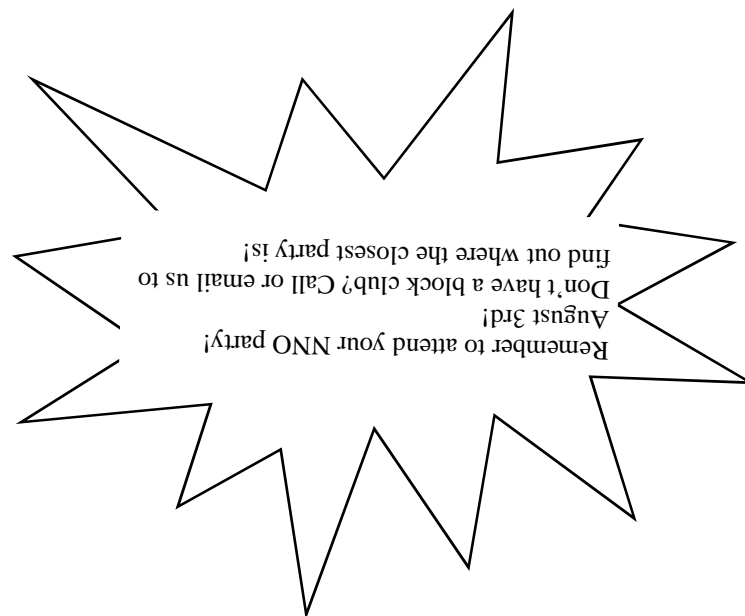 Remember to attend your NNO party!
August 3rd!
Don't have a block club? Call or email us to
find out where the closest party is!